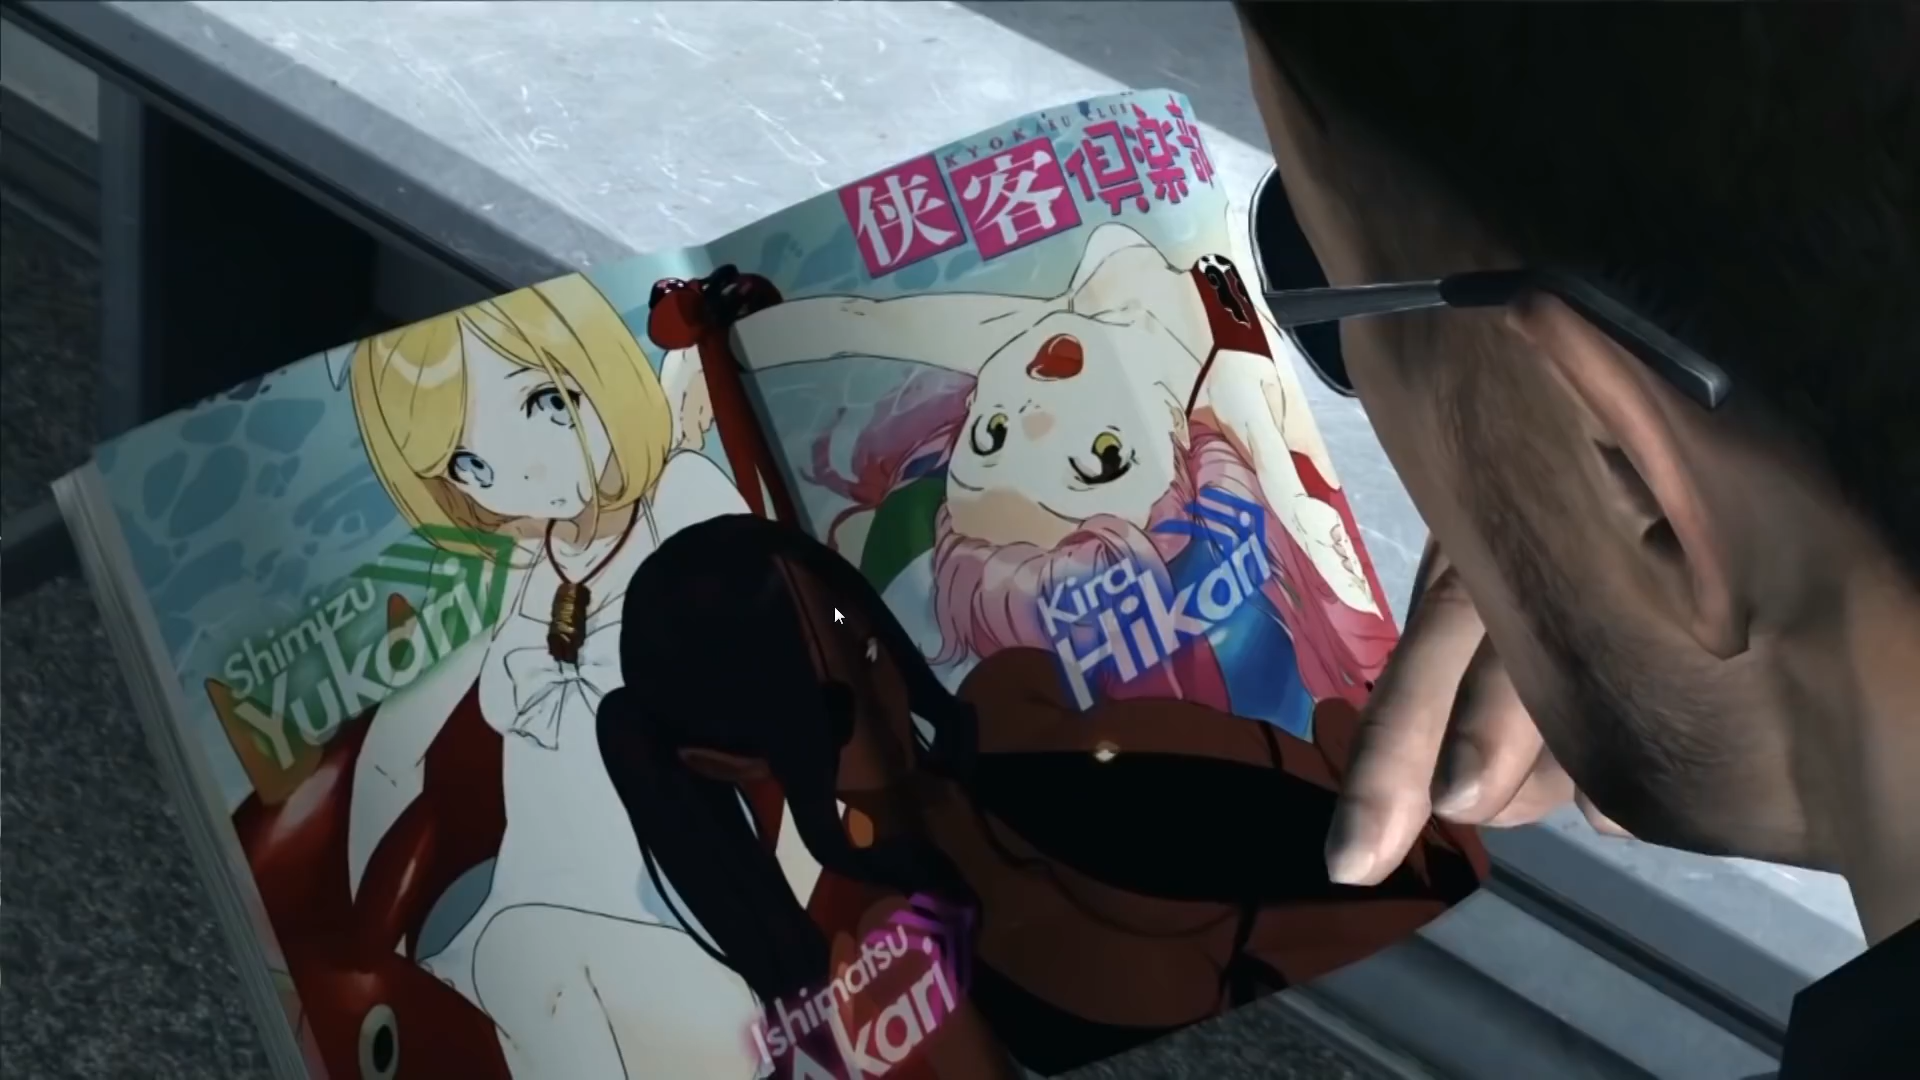 KYOKAKU CLUB
侠客倶楽部
Shimizu
Yukari
Kira
Hikari
Ishimatsu
Akari